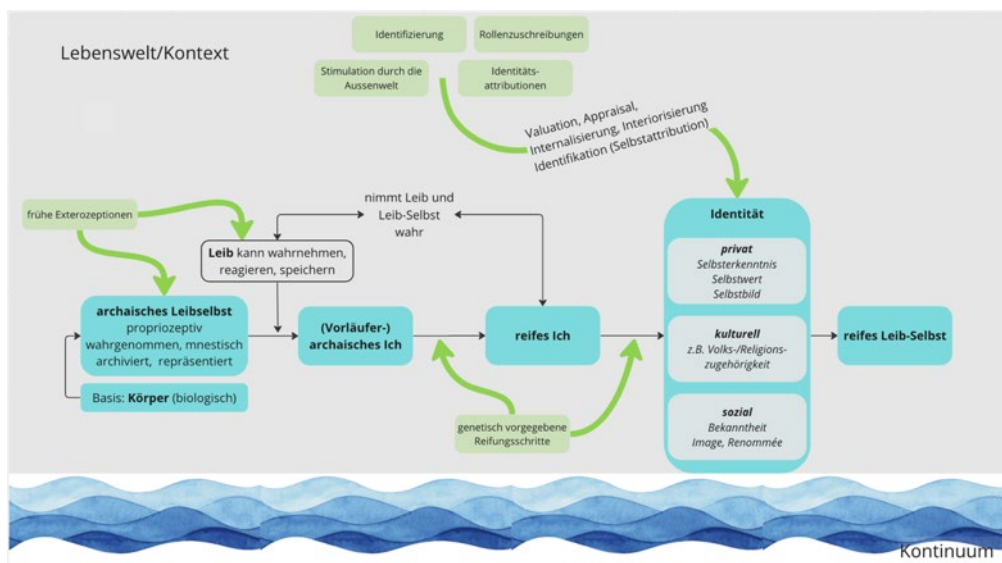 Lebenswelt/Kontext
Identifizierung
Rollenzuschreibungen
Stimulation durch die
Aussenwelt
Identitäts-
attributionen
Valuation, Appraisal,
Internalisierung, Interiorisierung
Identifikation (Selbstattribution)
frühe Exterozeptionen
nimmt Leib und
Leib-Selbst
wahr
Leib kann wahrnehmen,
reagieren, speichern
archaisches Leibselbst
propriozeptiv
wahrgenommen, mnestisch
archiviert, repräsentiert
Basis: Körper (biologisch)
(Vorläufer-)
archaisches Ich
reifes Ich
genetisch vorgegebene
Reifungsschritte
Identität
privat
Selbsterkenntnis
Selbstwert
Selbstbild
kulturell
z.B. Volks-/Religions-
zugehörigkeit
sozial
Bekanntheit
Image, Renommée
reifes Leib-Selbst
Kontinuum